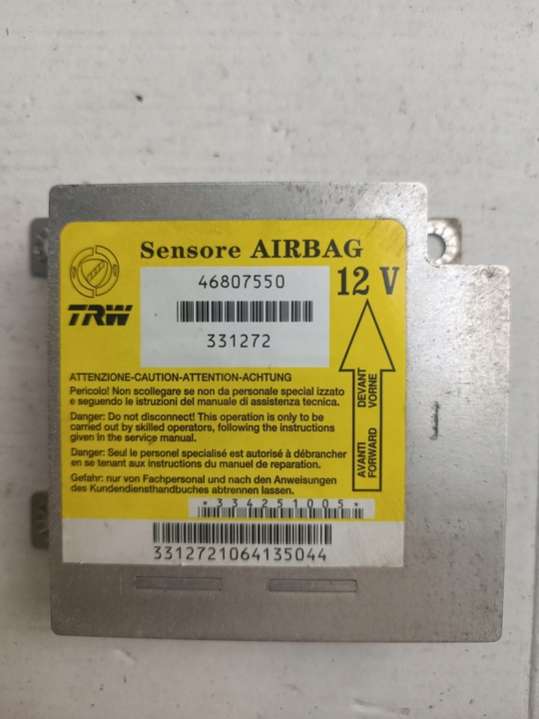 Sensore AIRBAG
46807550
12 V
TRW
331272
ATTENZIONE-CAUTION-ATTENTION-ACHTUNG
Pericolo! Non scollegare se non da personale special izzato
e seguendo le istruzioni del manuale di assistenza tecnica.
Danger: Do not disconnect! This operation is only to be
carried out by skilled operators, following the instructions
given in the service manual.
Danger: Seul le personel specialisé est autorisé à débrancher
en se tenant aux instructions du manuel de reparation.
Gefahr: nur von Fachpersonal und nach den Anweisungen
des Kundendiensthandbuches abtrennen lassen.
AVANTI DEVANT
FORWARD VORNE
*334251005*
3312721064135044